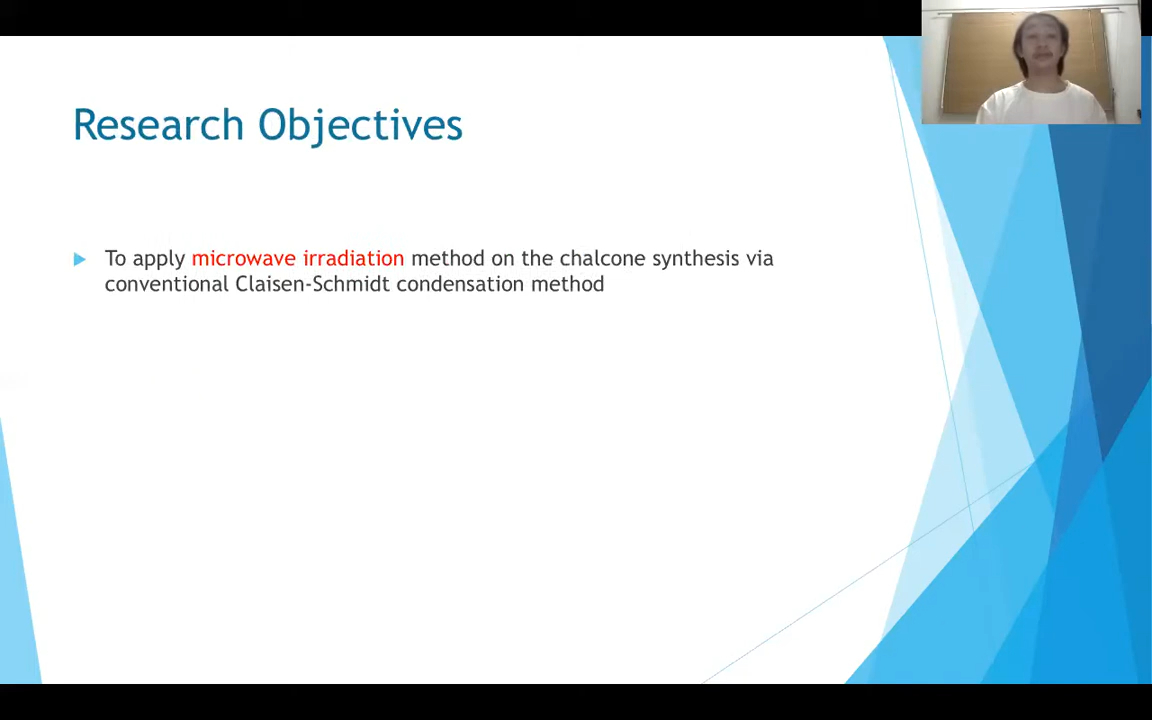 Research Objectives
To apply microwave irradiation method on the chalcone synthesis via
conventional Claisen-Schmidt condensation method